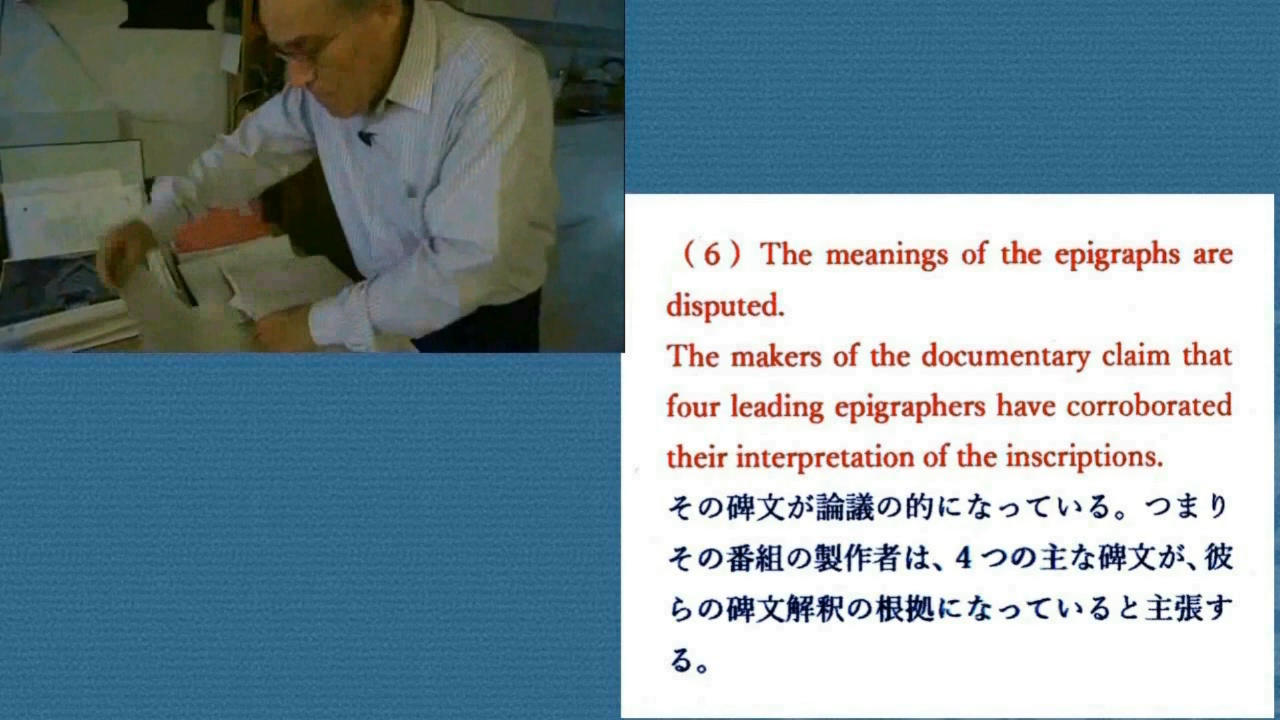 （６）The meanings of the epigraphs are
disputed.
The makers of the documentary claim that
four leading epigraphers have corroborated
their interpretation of the inscriptions.
その碑文が論議の的になっている。つまり
その番組の製作者は、４つの主な碑文が、彼
らの碑文解釈の根拠になっていると主張す
る。